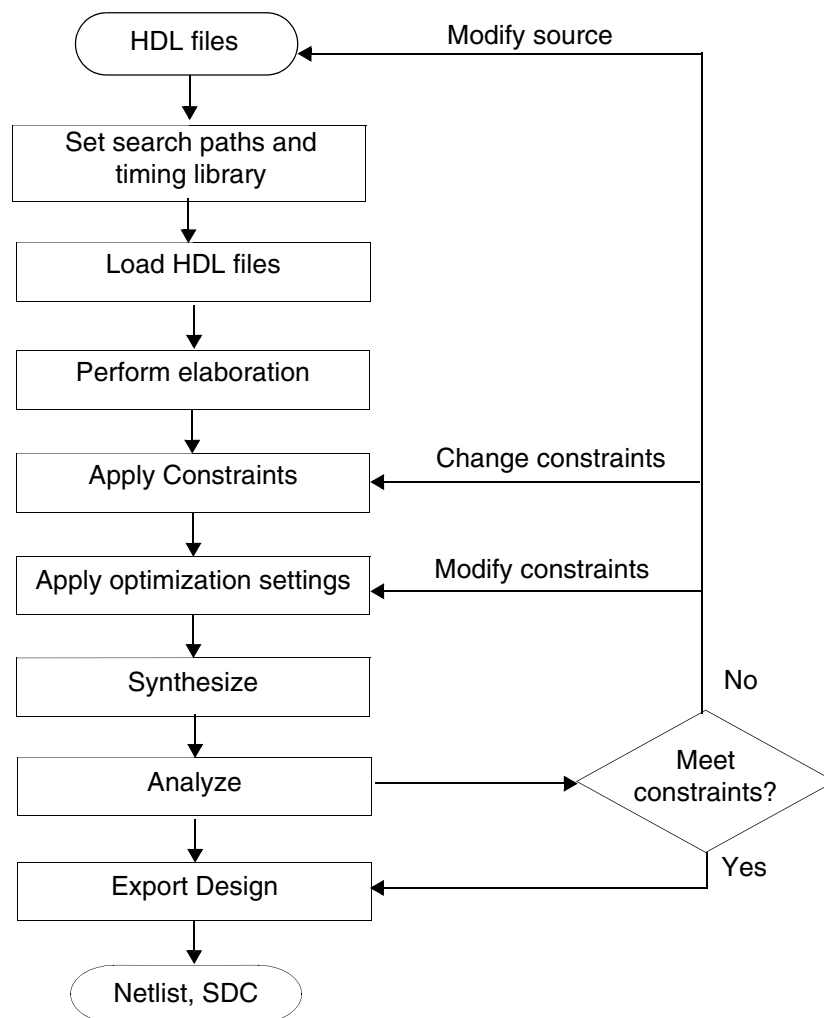 HDL files
Modify source
Set search paths and
timing library
Load HDL files
Perform elaboration
Apply Constraints
Change constraints
Apply optimization settings
Modify constraints
Synthesize
No
Analyze
Meet
constraints?
Yes
Export Design
Netlist, SDC